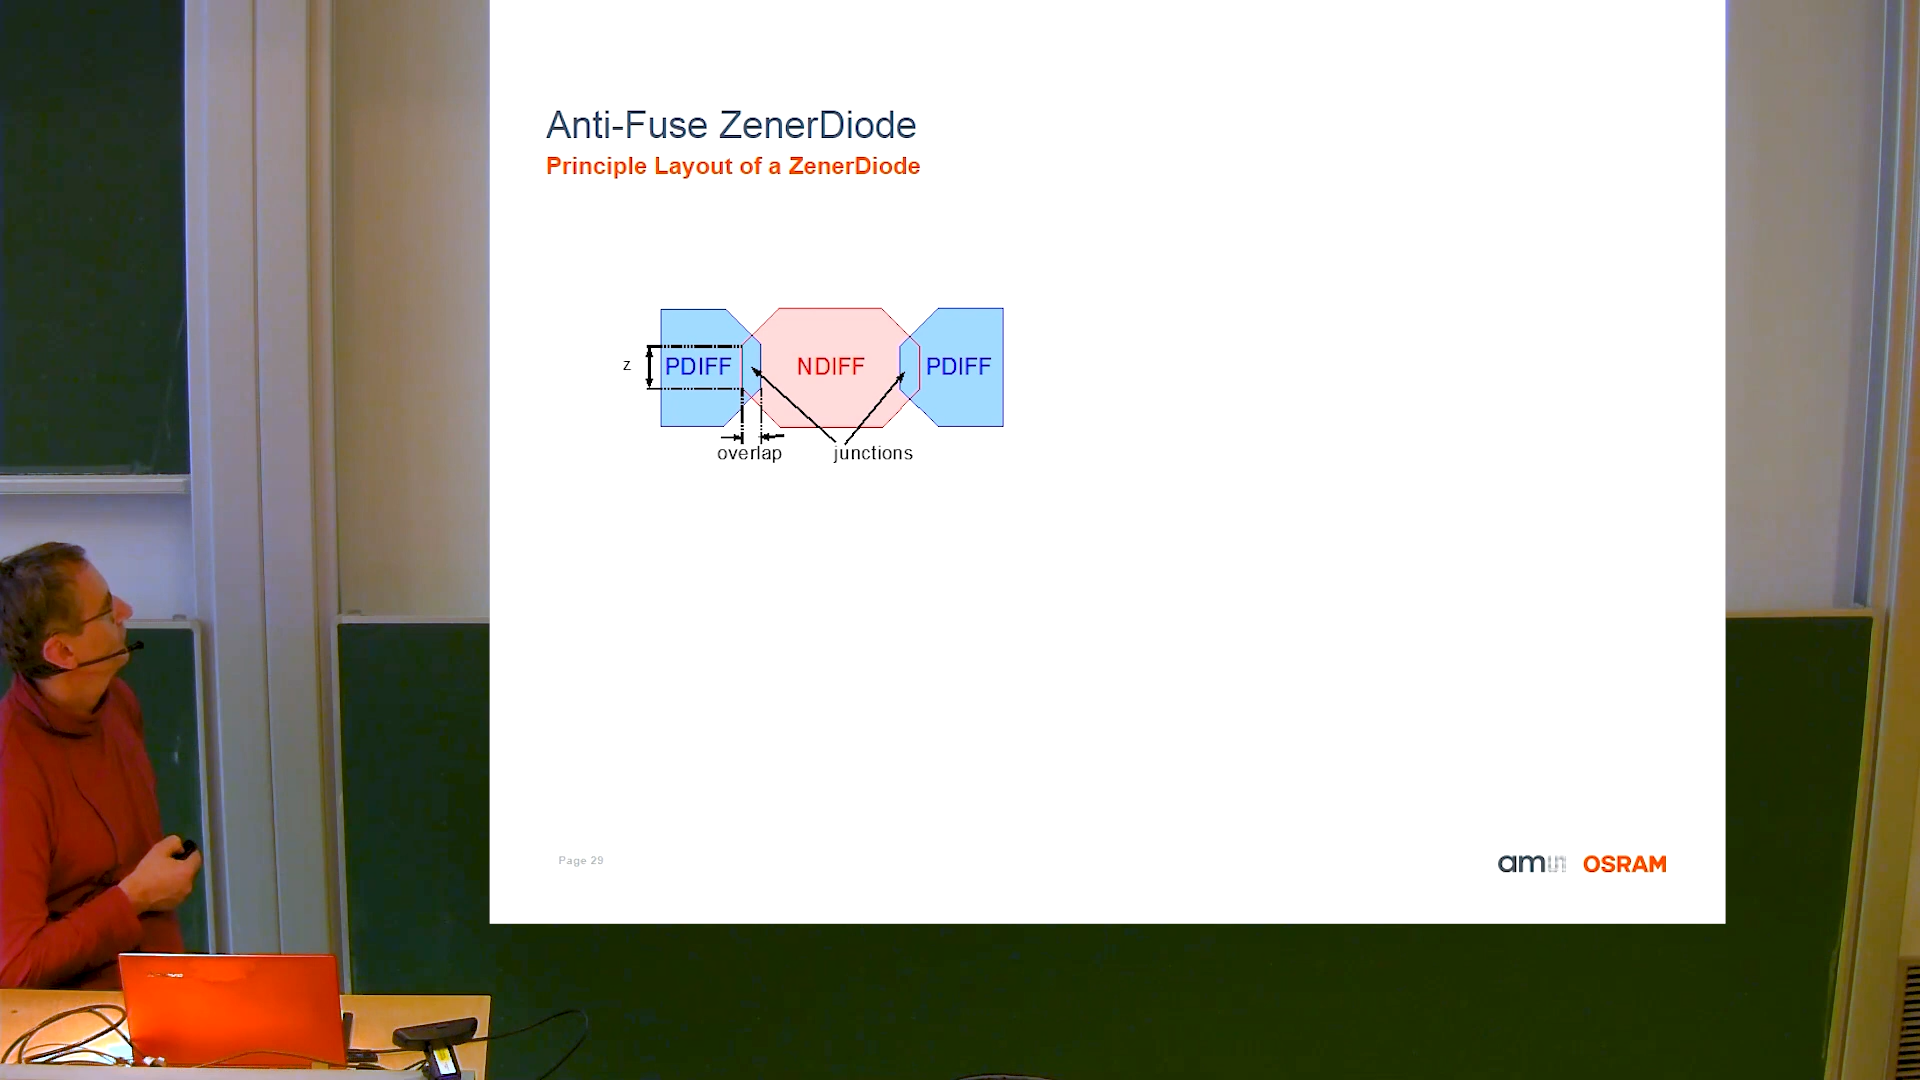 Anti-Fuse ZenerDiode
Principle Layout of a ZenerDiode
z
PDIFF
NDIFF
PDIFF
overlap
junctions
Page 29
am
OSRAM